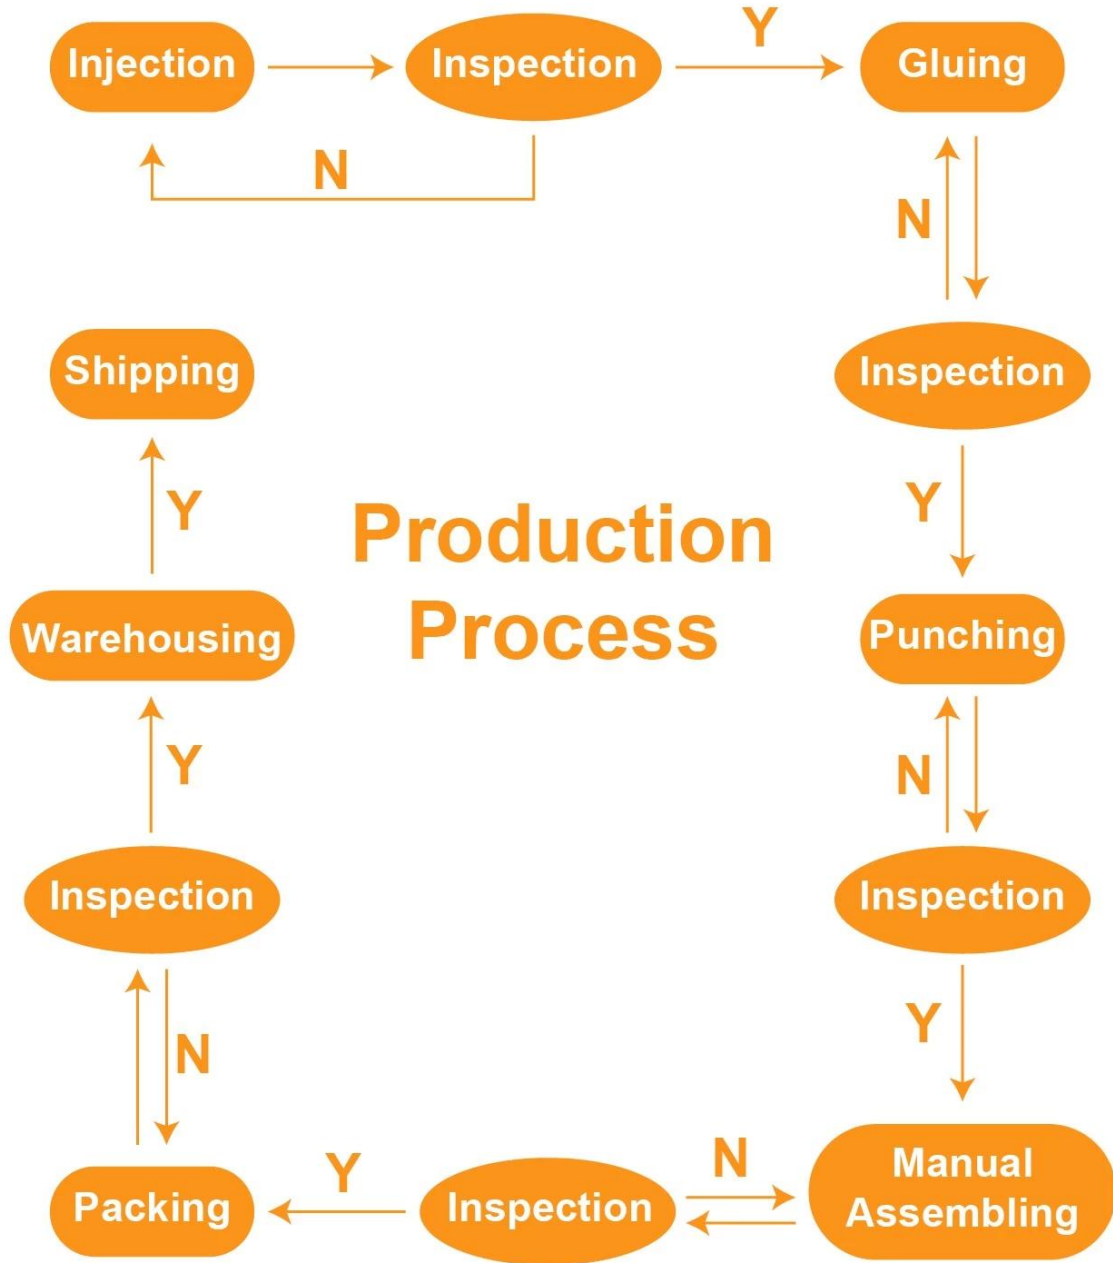 Injection
Inspection
Y
Gluing
N
N
Inspection
Y
Punching
N
Inspection
Y
Manual
Assembling
N
Inspection
Y
Packing
N
Inspection
Y
Warehousing
Y
Shipping
Production
Process